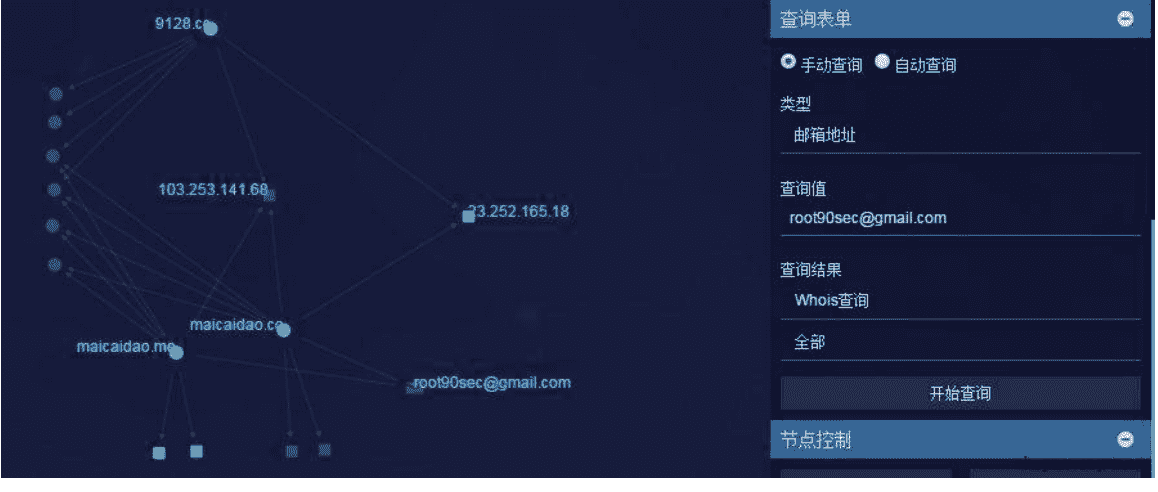 9128.cc
103.253.141.68
23.252.165.18
maicaidao.co
maicaidao.me
root90sec@gmail.com
查询表单
手动查询 自动查询
类型
邮箱地址
查询值
root90sec@gmail.com
查询结果
Whois查询
全部
开始查询
节点控制